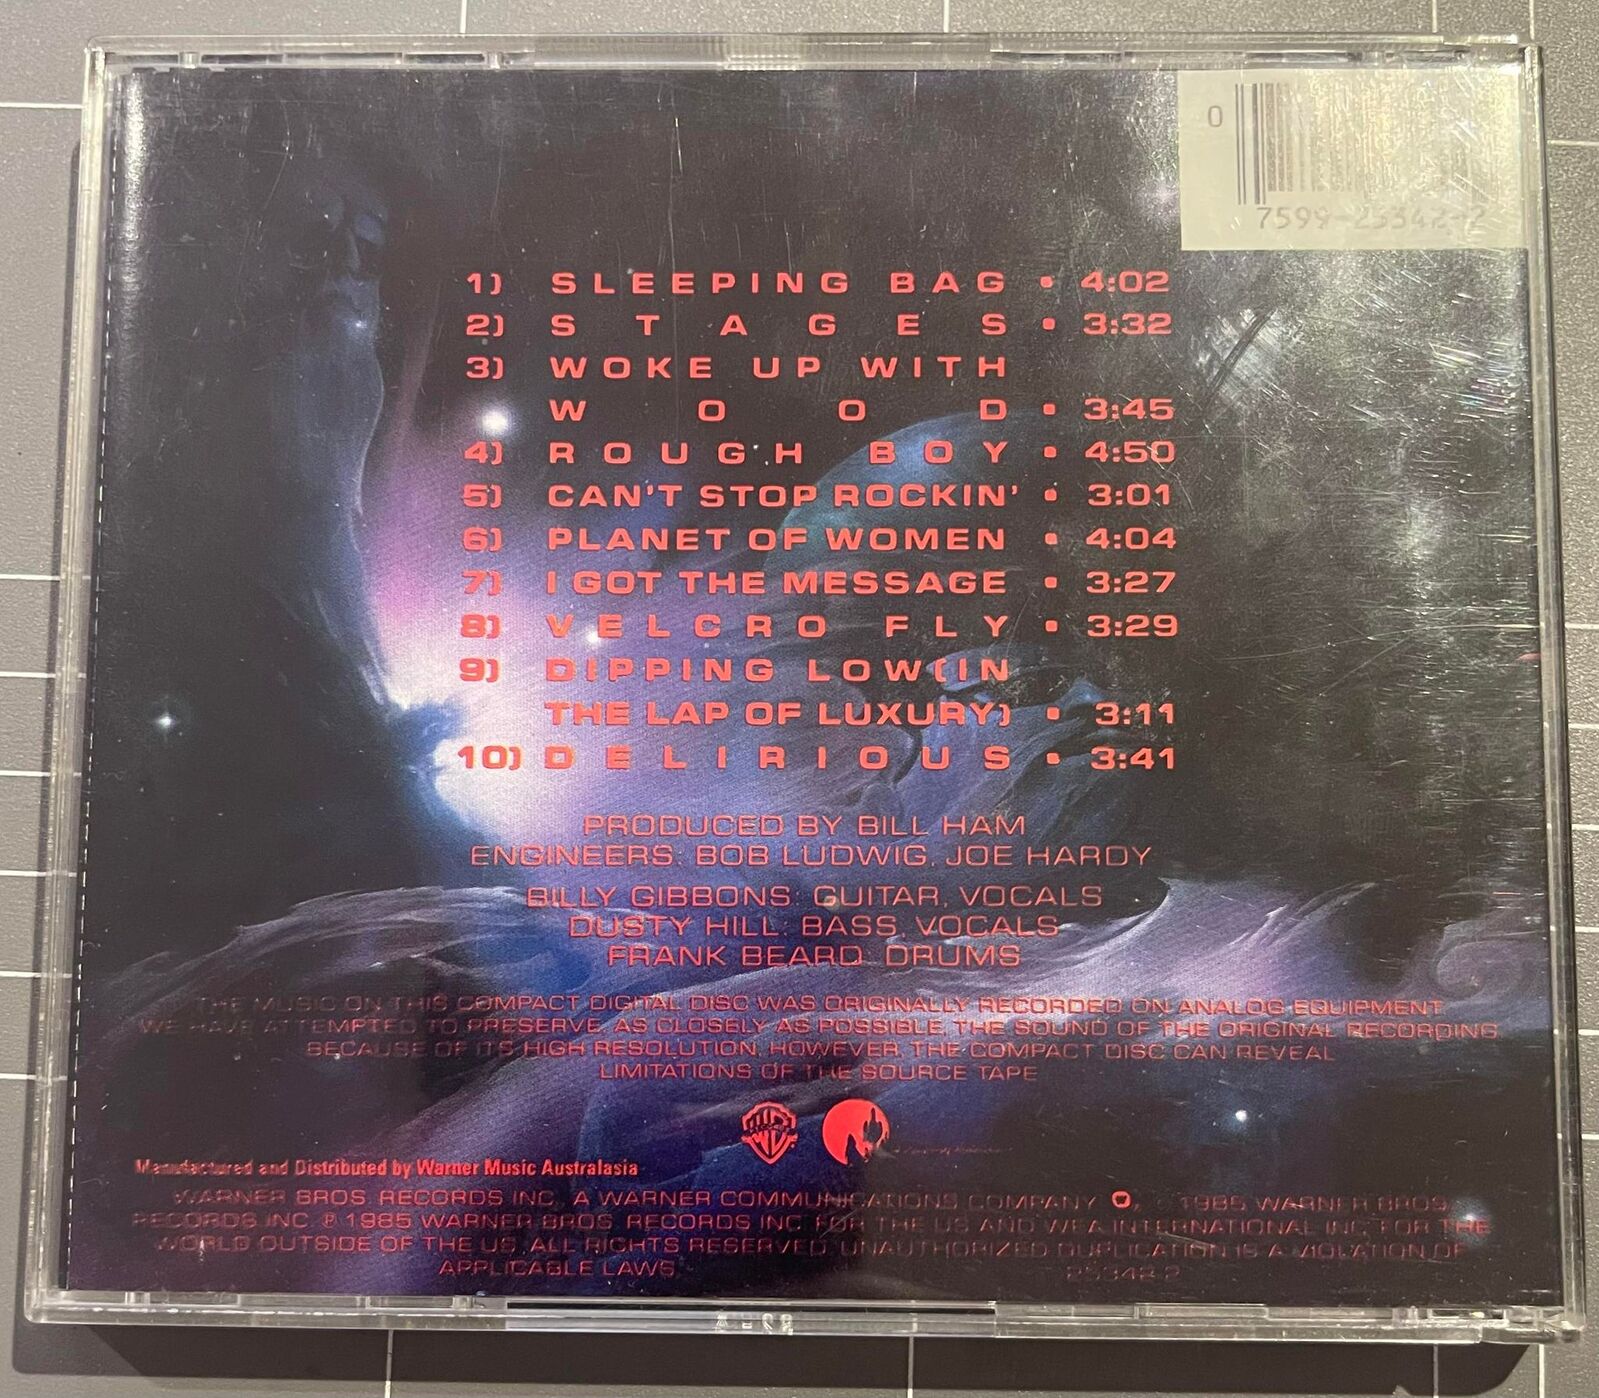 0
7599-25342-2
1) SLEEPING BAG • 4:02
2) STAGES • 3:32
3) WOKE UP WITH
WOOD • 3:45
4) ROUGH BOY • 4:50
5) CAN'T STOP ROCKIN' • 3:01
6) PLANET OF WOMEN • 4:04
7) I GOT THE MESSAGE • 3:27
8) VELCRO FLY • 3:29
9) DIPPING LOW (IN
THE LAP OF LUXURY) • 3:11
10) DELIRIOUS • 3:41
PRODUCED BY BILL HAM
ENGINEERS: BOB LUDWIG, JOE HARDY
BILLY GIBBONS: GUITAR, VOCALS
DUSTY HILL: BASS, VOCALS
FRANK BEARD: DRUMS
THE MUSIC ON THIS COMPACT DIGITAL DISC WAS ORIGINALLY RECORDED ON ANALOG EQUIPMENT.
WE HAVE ATTEMPTED TO PRESERVE, AS CLOSELY AS POSSIBLE, THE SOUND OF THE ORIGINAL RECORDING.
BECAUSE OF ITS HIGH RESOLUTION, HOWEVER, THE COMPACT DISC CAN REVEAL
LIMITATIONS OF THE SOURCE TAPE
Manufactured and Distributed by Warner Music Australasia
WARNER BROS. RECORDS INC., A WARNER COMMUNICATIONS COMPANY, © 1985 WARNER BROS.
RECORDS INC. ℗ 1985 WARNER BROS. RECORDS INC. FOR THE US AND WEA INTERNATIONAL INC. FOR THE
WORLD OUTSIDE OF THE US. ALL RIGHTS RESERVED. UNAUTHORIZED DUPLICATION IS A VIOLATION OF
APPLICABLE LAWS. 25342-2